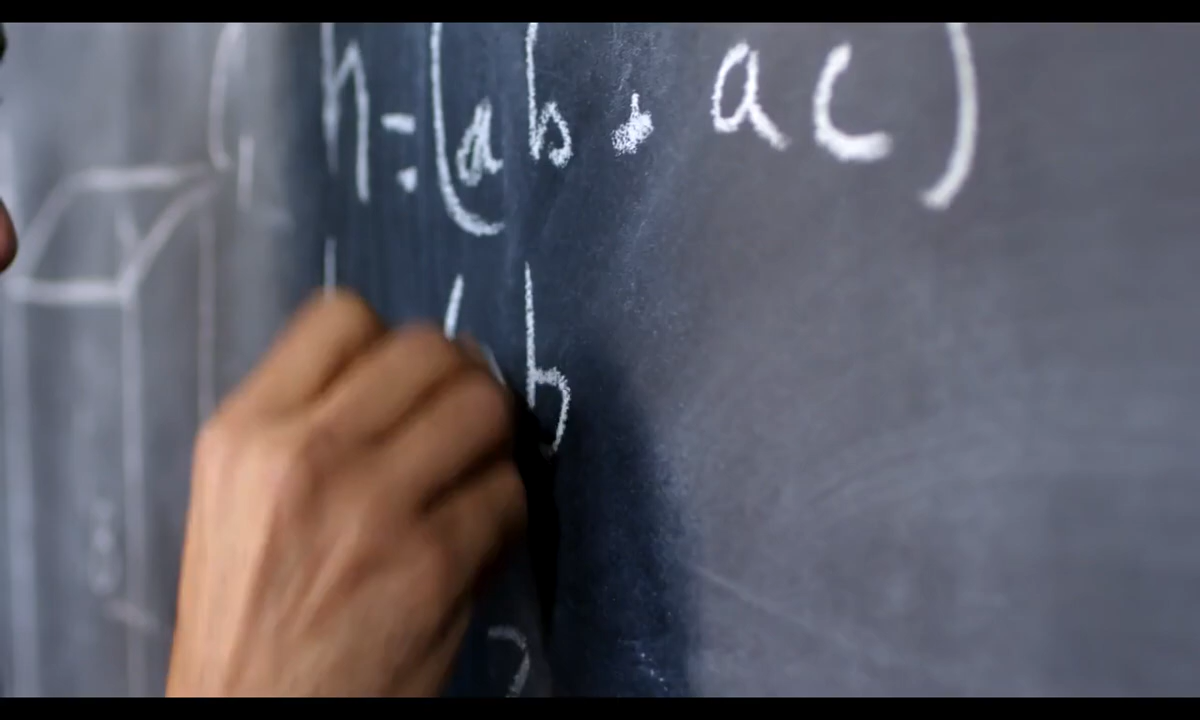 h = (ab . ac)
b